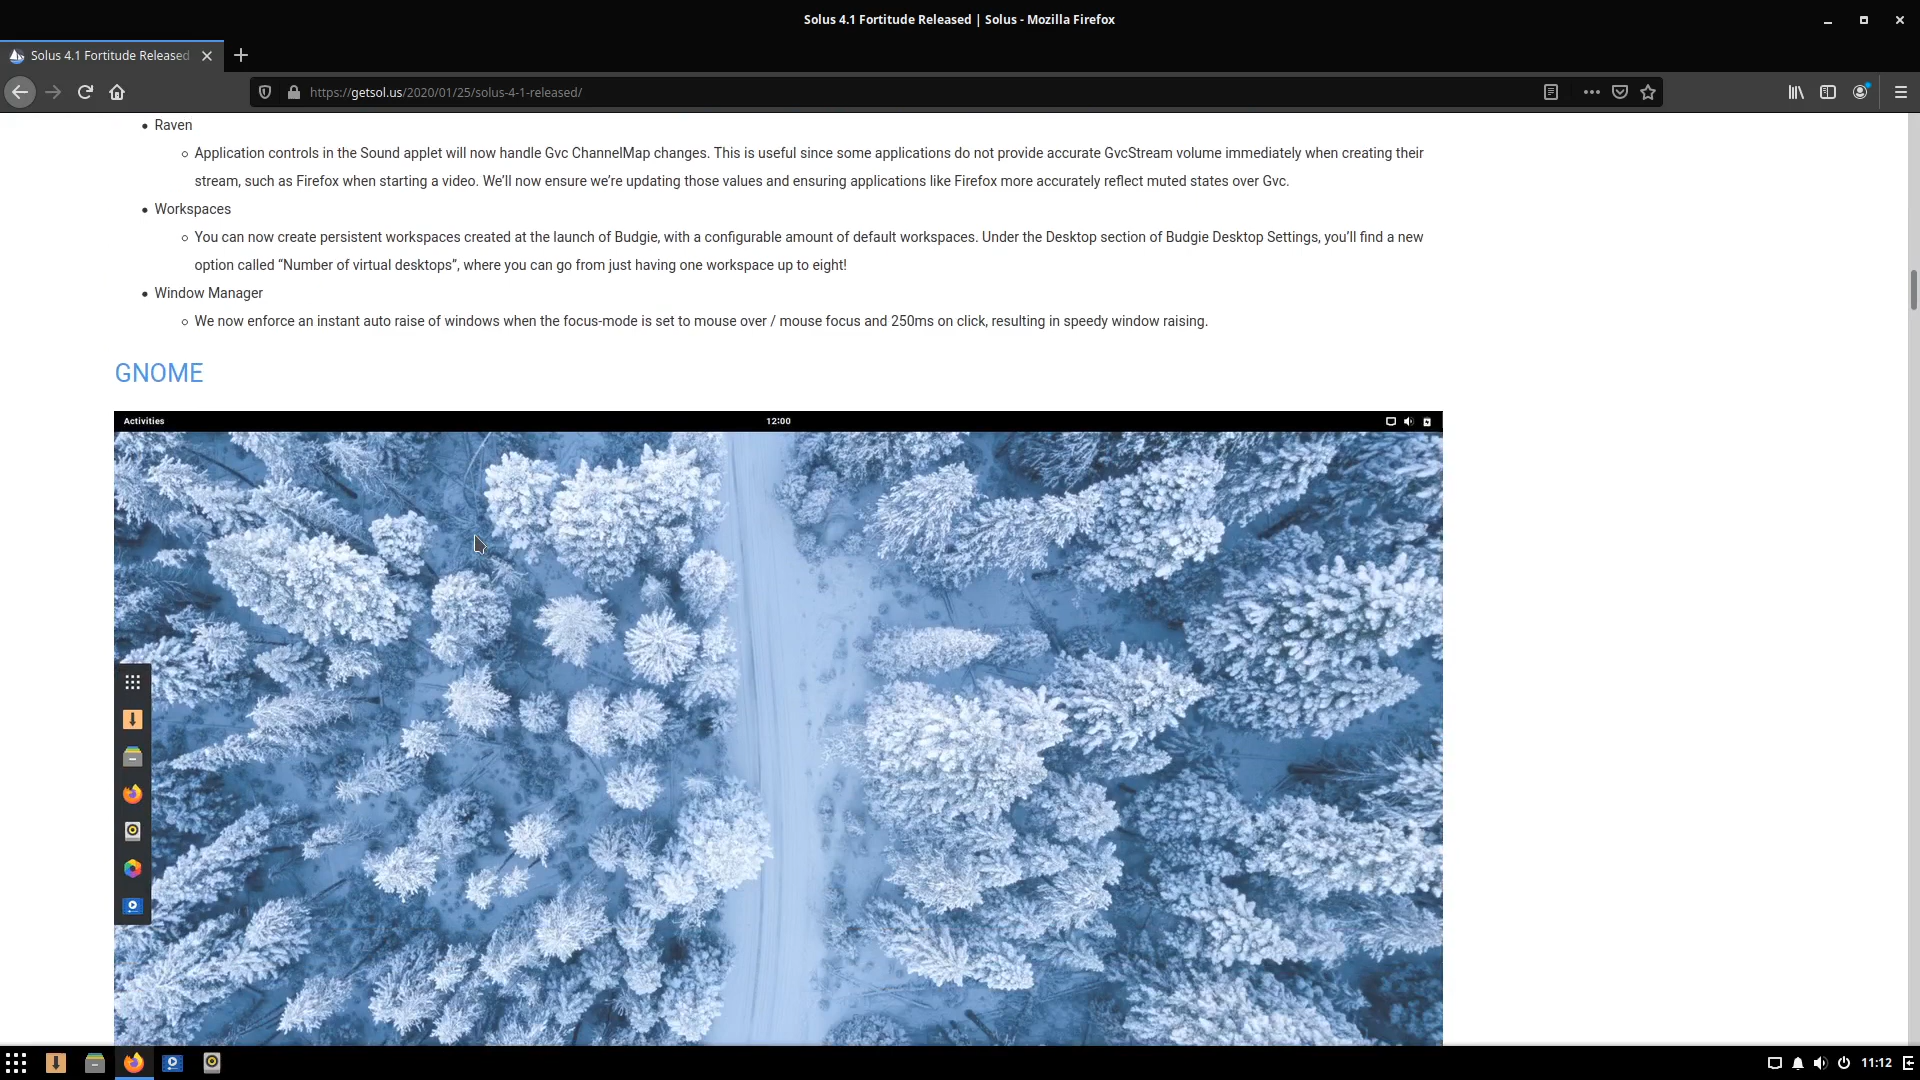 Solus 4.1 Fortitude Released | Solus - Mozilla Firefox
Solus 4.1 Fortitude Released
https://getsol.us/2020/01/25/solus-4-1-released/
Raven
Application controls in the Sound applet will now handle Gvc ChannelMap changes. This is useful since some applications do not provide accurate GvcStream volume immediately when creating their
stream, such as Firefox when starting a video. We’ll now ensure we’re updating those values and ensuring applications like Firefox more accurately reflect muted states over Gvc.
Workspaces
You can now create persistent workspaces created at the launch of Budgie, with a configurable amount of default workspaces. Under the Desktop section of Budgie Desktop Settings, you’ll find a new
option called “Number of virtual desktops”, where you can go from just having one workspace up to eight!
Window Manager
We now enforce an instant auto raise of windows when the focus-mode is set to mouse over / mouse focus and 250ms on click, resulting in speedy window raising.
GNOME
Activities
12:00
11:12